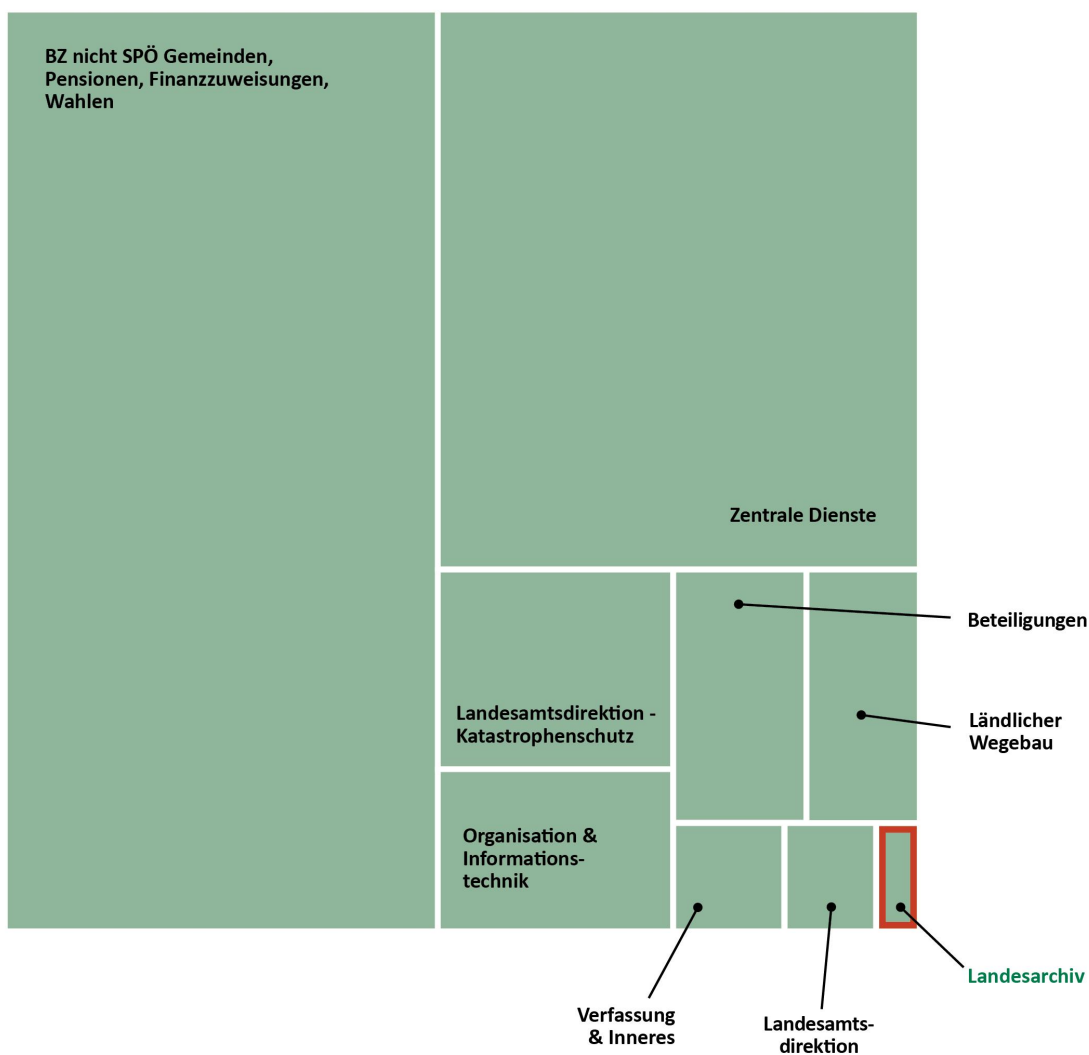 BZ nicht SPÖ Gemeinden,
Pensionen, Finanzzuweisungen,
Wahlen
Zentrale Dienste
Beteiligungen
Landesamtsdirektion -
Katastrophenschutz
Ländlicher
Wegebau
Organisation &
Informations-
technik
Landesarchiv
Verfassung
& Inneres
Landesamts-
direktion